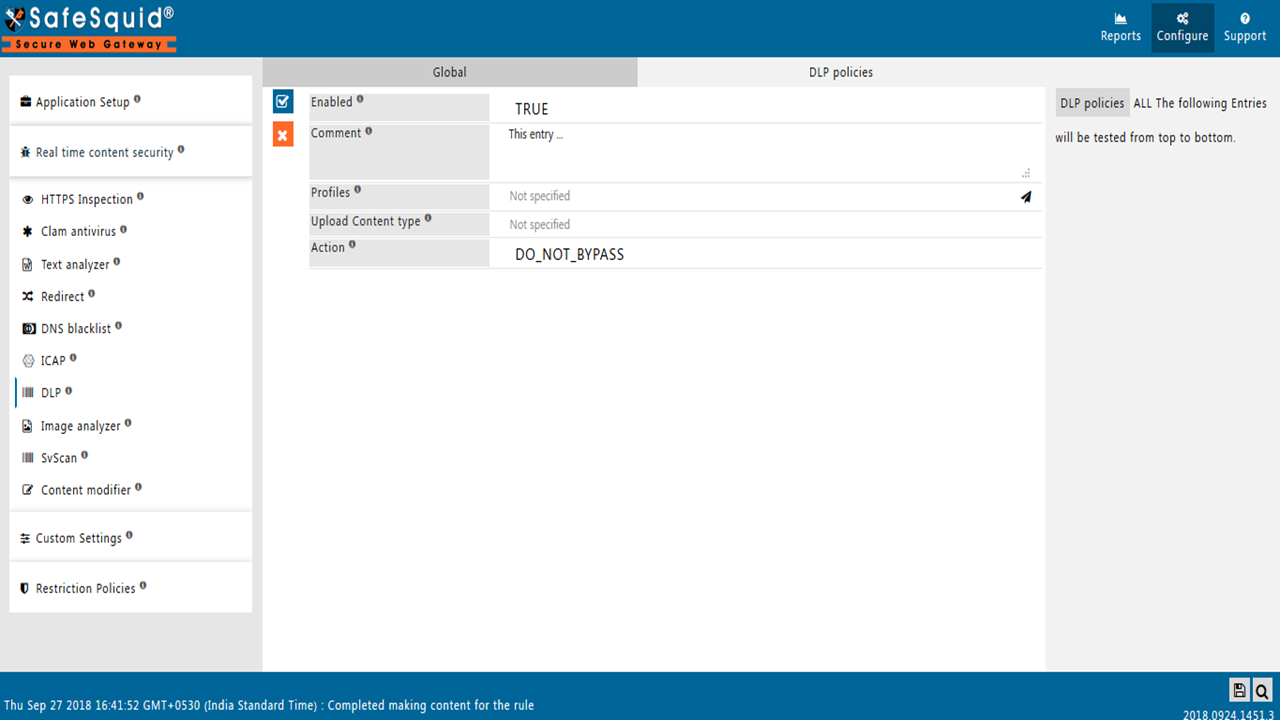 SafeSquid®
Secure Web Gateway
Reports
Configure
Support
Application Setup
Real time content security
HTTPS Inspection
Clam antivirus
Text analyzer
Redirect
DNS blacklist
ICAP
DLP
Image analyzer
SvScan
Content modifier
Custom Settings
Restriction Policies
Global
DLP policies
Enabled
TRUE
Comment
This entry ...
Profiles
Not specified
Upload Content type
Not specified
Action
DO_NOT_BYPASS
DLP policies ALL The following Entries
will be tested from top to bottom.
Thu Sep 27 2018 16:41:52 GMT+0530 (India Standard Time) : Completed making content for the rule
2018.0924.1451.3